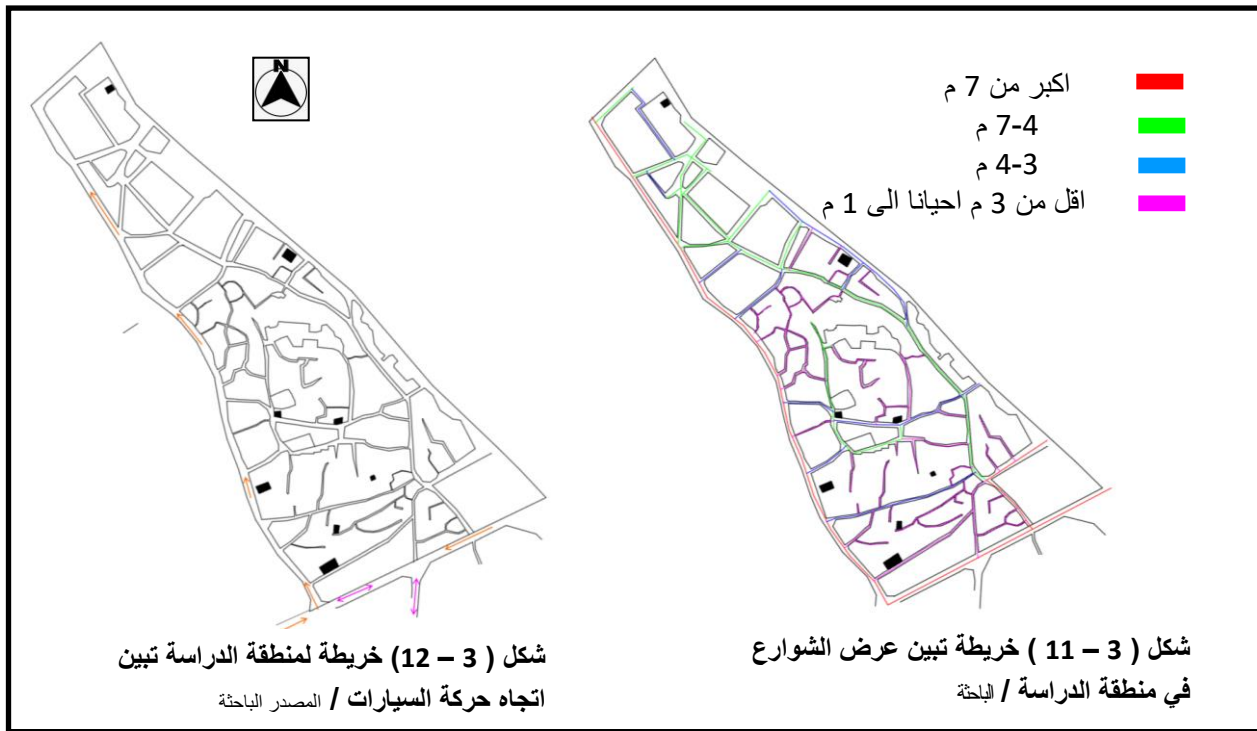 N
اكبر من 7 م
7-4 م
4-3 م
اقل من 3 م احيانا الى 1 م
شكل ( 3 – 11 ) خريطة تبين عرض الشوارع
في منطقة الدراسة / الباحثة
شكل ( 3 – 12) خريطة لمنطقة الدراسة تبين
اتجاه حركة السيارات / المصدر الباحثة